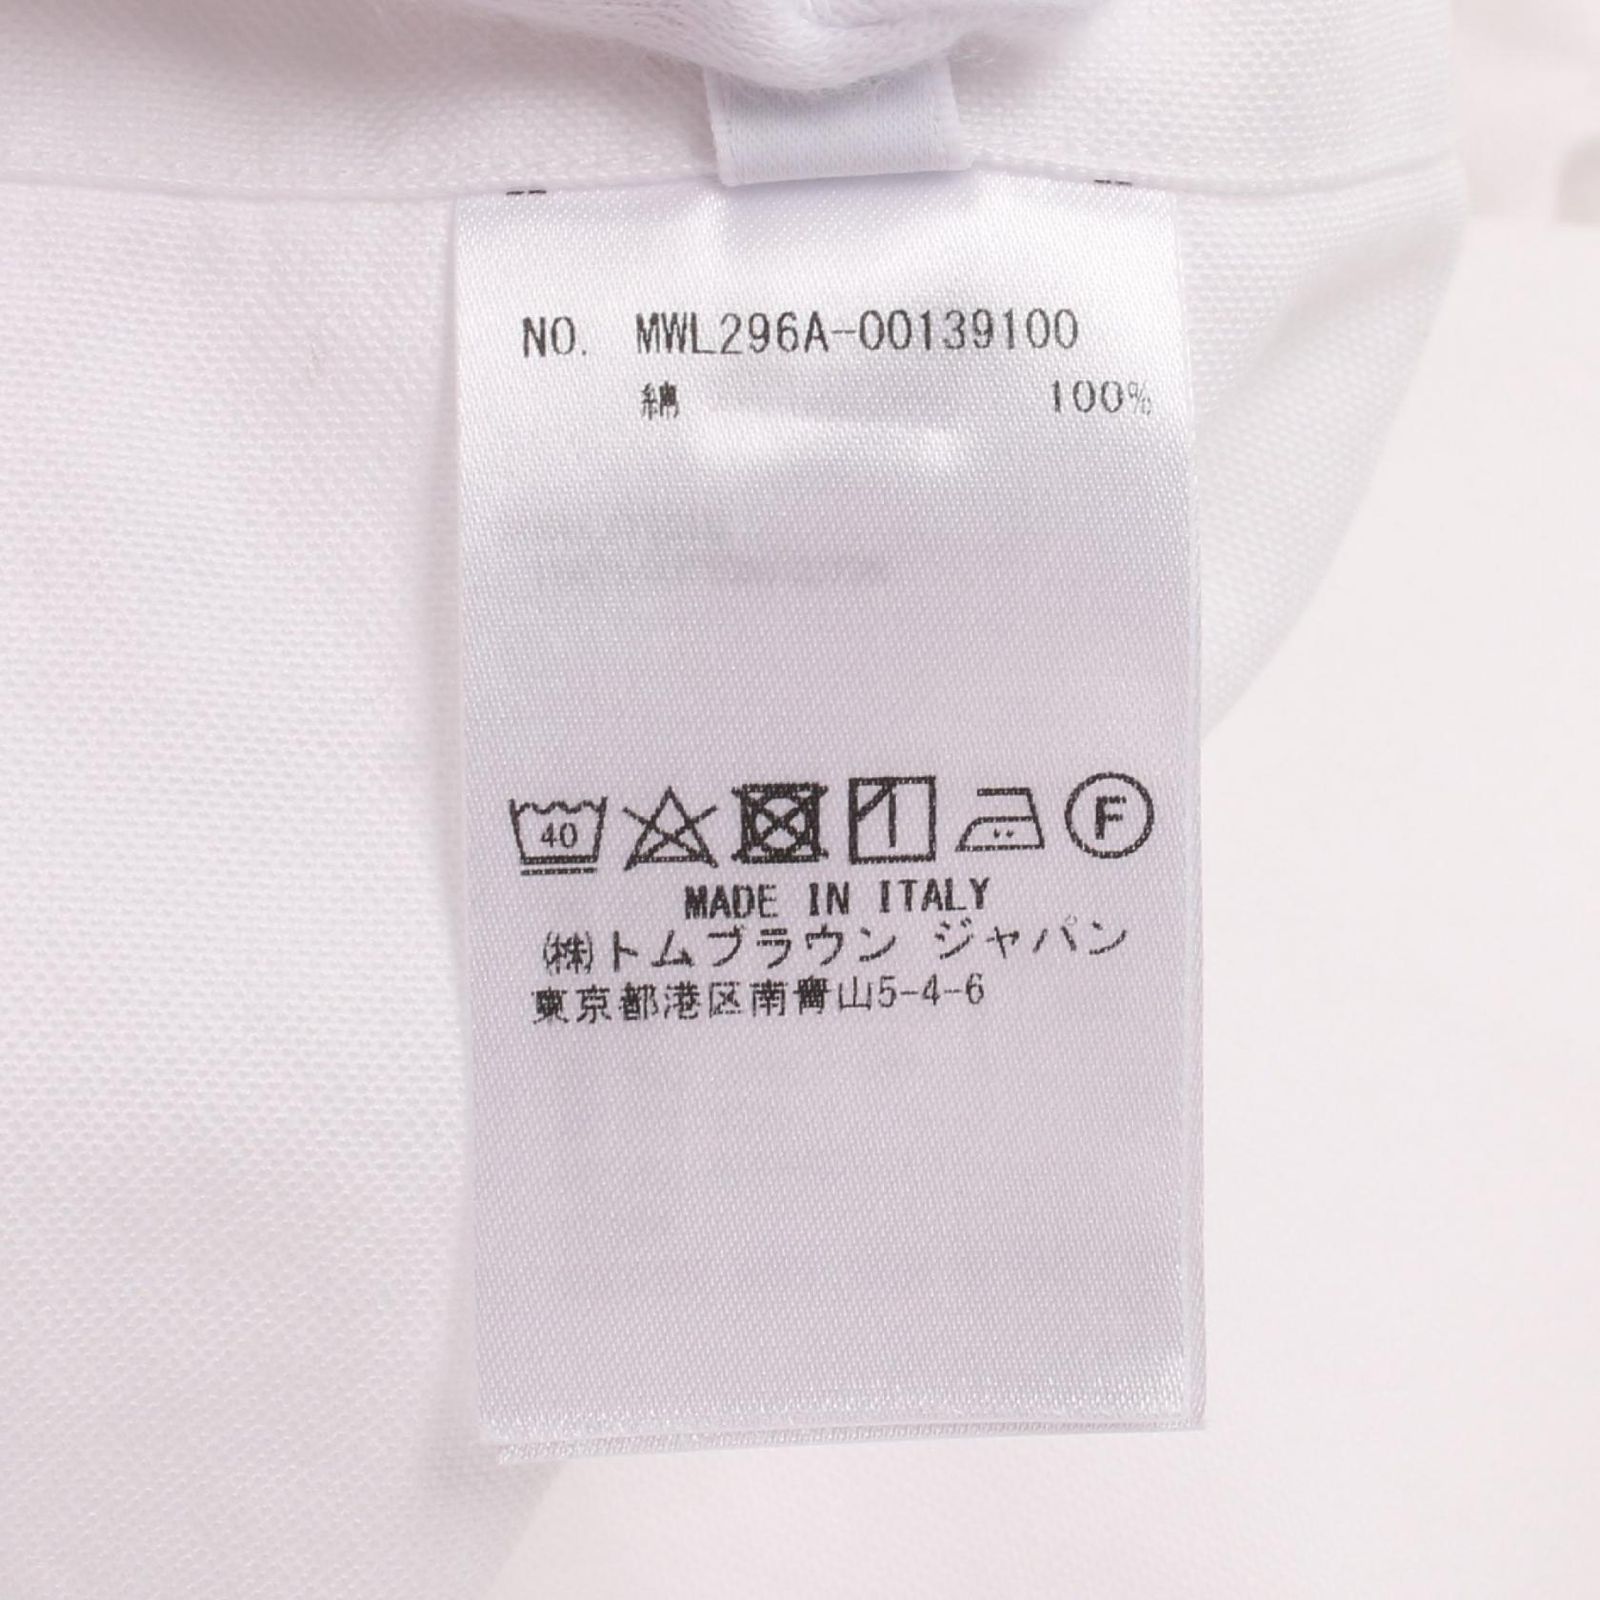 NO. MWL296A-00139100
綿 100%
40 F
MADE IN ITALY
㈱トムブラウン ジャパン
東京都港区南青山5-4-6